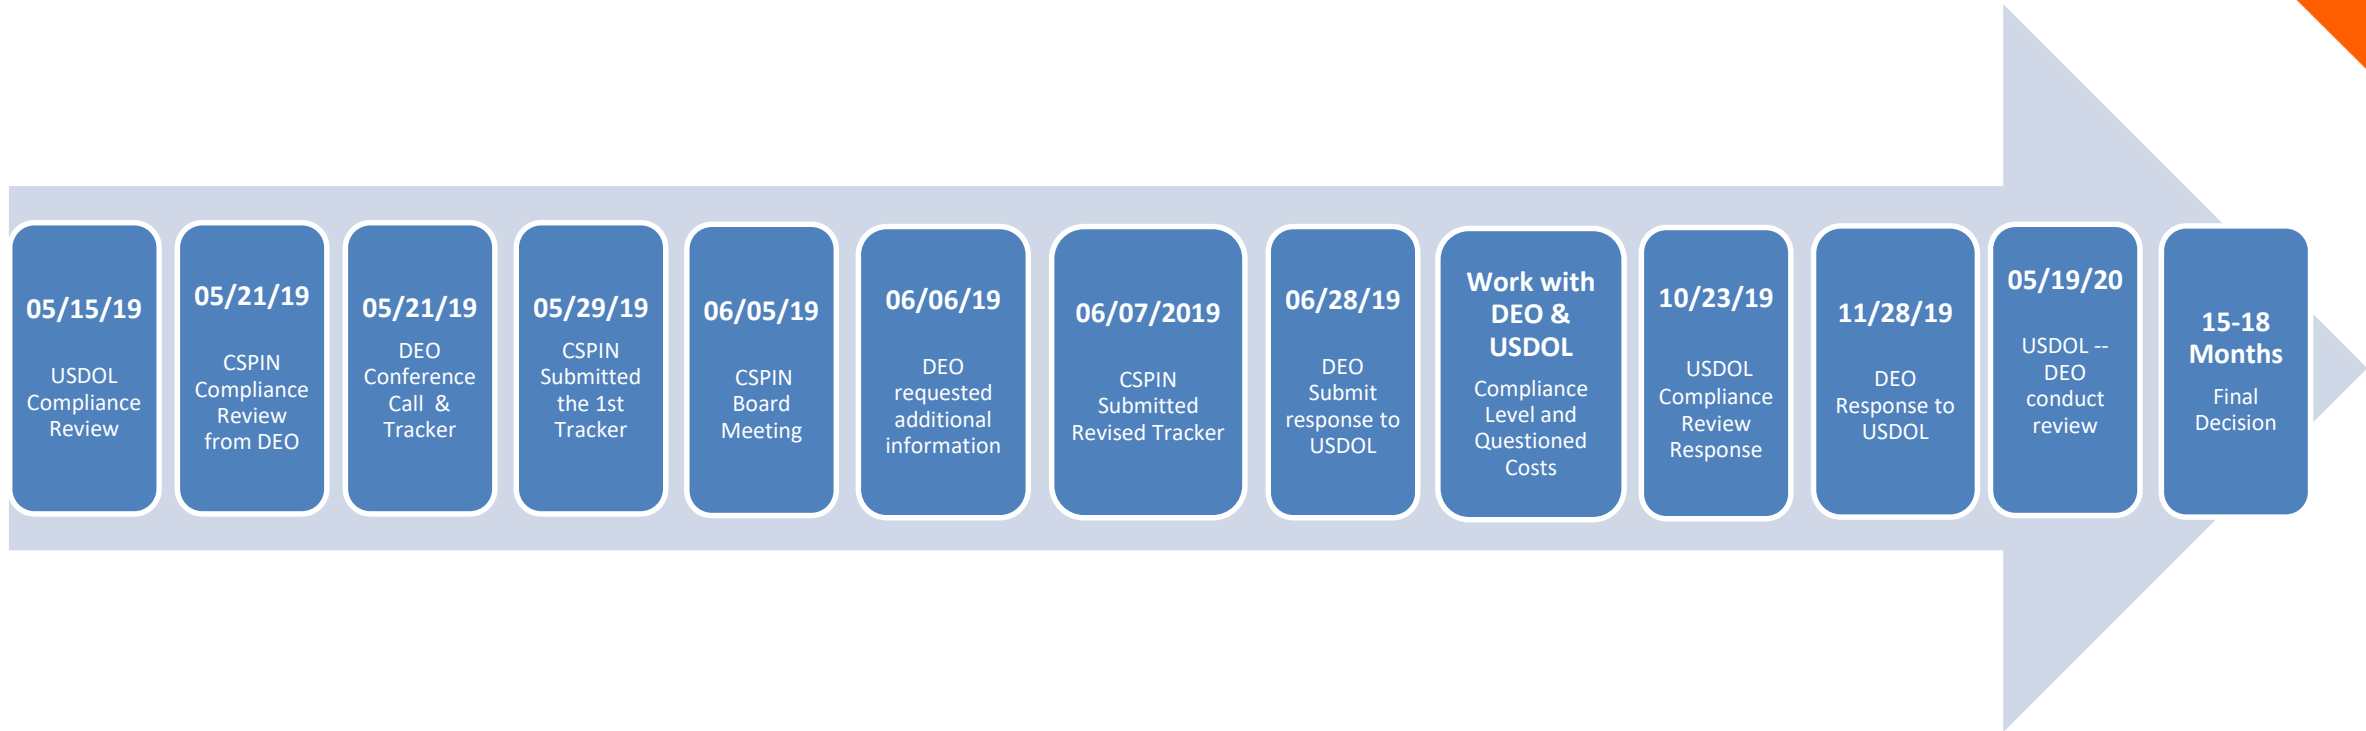 05/15/19
USDOL
Compliance
Review
05/21/19
CSPIN
Compliance
Review
from DEO
05/21/19
DEO
Conference
Call &
Tracker
05/29/19
CSPIN
Submitted
the 1st
Tracker
06/05/19
CSPIN
Board
Meeting
06/06/19
DEO
requested
additional
information
06/07/2019
CSPIN
Submitted
Revised Tracker
06/28/19
DEO
Submit
response to
USDOL
Work with
DEO &
USDOL
Compliance
Level and
Questioned
Costs
10/23/19
USDOL
Compliance
Review
Response
11/28/19
DEO
Response to
USDOL
05/19/20
USDOL --
DEO
conduct
review
15-18
Months
Final
Decision